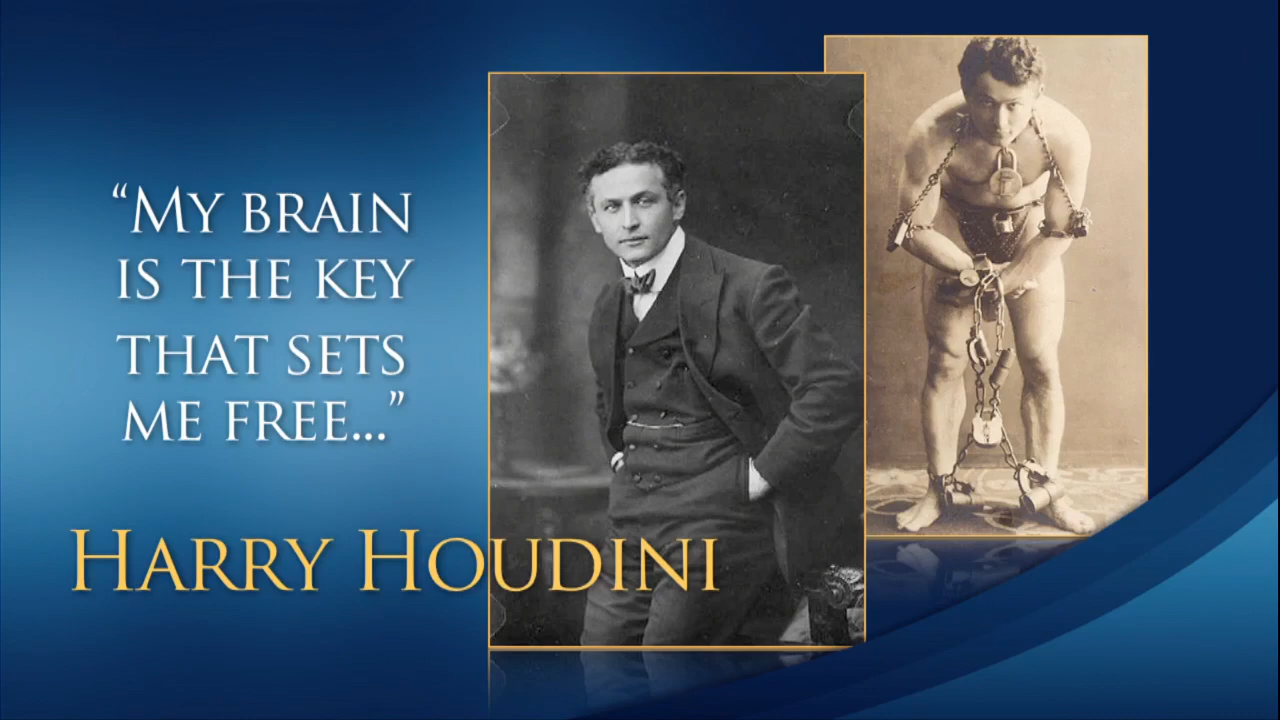 “My brain
is the key
that sets
me free...”
Harry Houdini